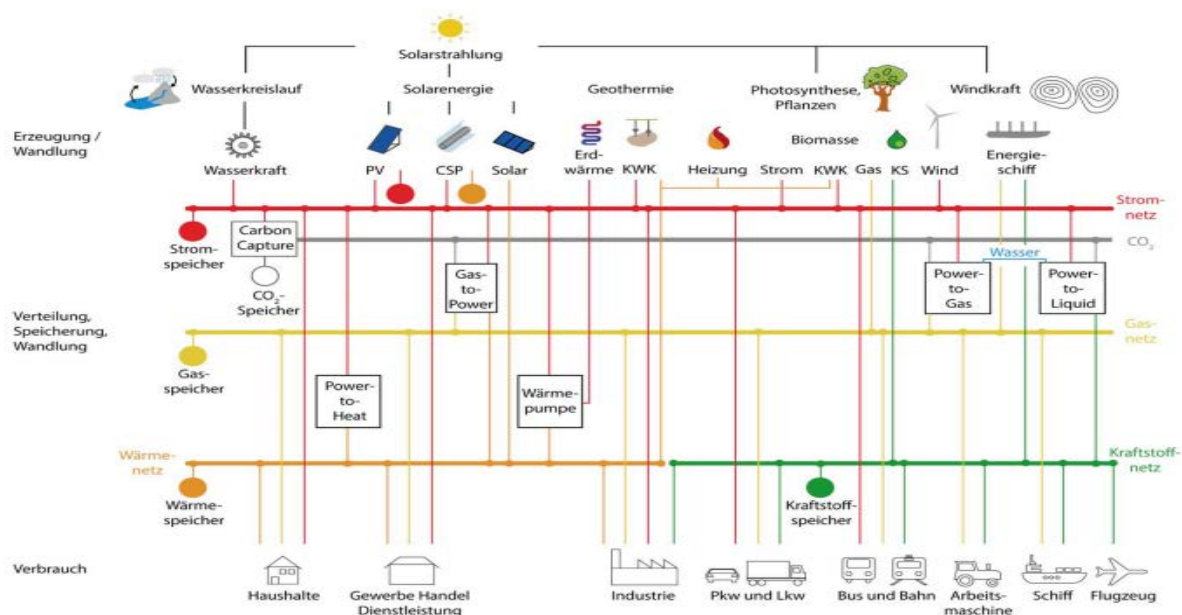 Solarstrahlung
Wasserkreislauf
Solarenergie
Geothermie
Photosynthese,
Pflanzen
Windkraft
Erzeugung /
Wandlung
Biomasse
Wasserkraft
PV
CSP
Solar
Erd-
wärme
KWK
Heizung
Strom
KWK
Gas
KS
Wind
Energie-
schiff
Strom-
netz
Strom-
speicher
Carbon
Capture
CO2
Wasser
CO2-
Speicher
Gas-
to-
Power
Power-
to-
Gas
Power-
to-
Liquid
Verteilung,
Speicherung,
Wandlung
Gas-
netz
Gas-
speicher
Power-
to-
Heat
Wärme-
pumpe
Wärme-
netz
Kraftstoff-
netz
Wärme-
speicher
Kraftstoff-
speicher
Verbrauch
Haushalte
Gewerbe Handel
Dienstleistung
Industrie
Pkw und Lkw
Bus und Bahn
Arbeits-
maschine
Schiff
Flugzeug